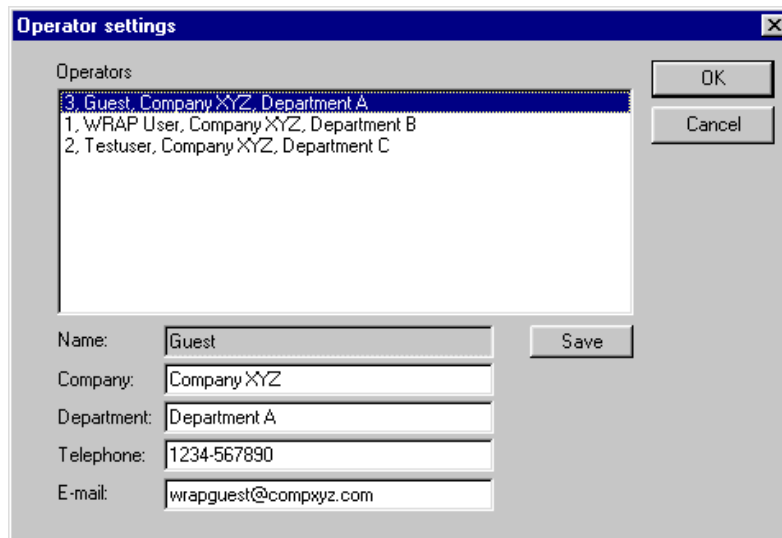 Operator settings
Operators
3, Guest, Company XYZ, Department A
1, WRAP User, Company XYZ, Department B
2, Testuser, Company XYZ, Department C
OK
Cancel
Name: Guest
Save
Company: Company XYZ
Department: Department A
Telephone: 1234-567890
E-mail: wrapguest@compxyz.com